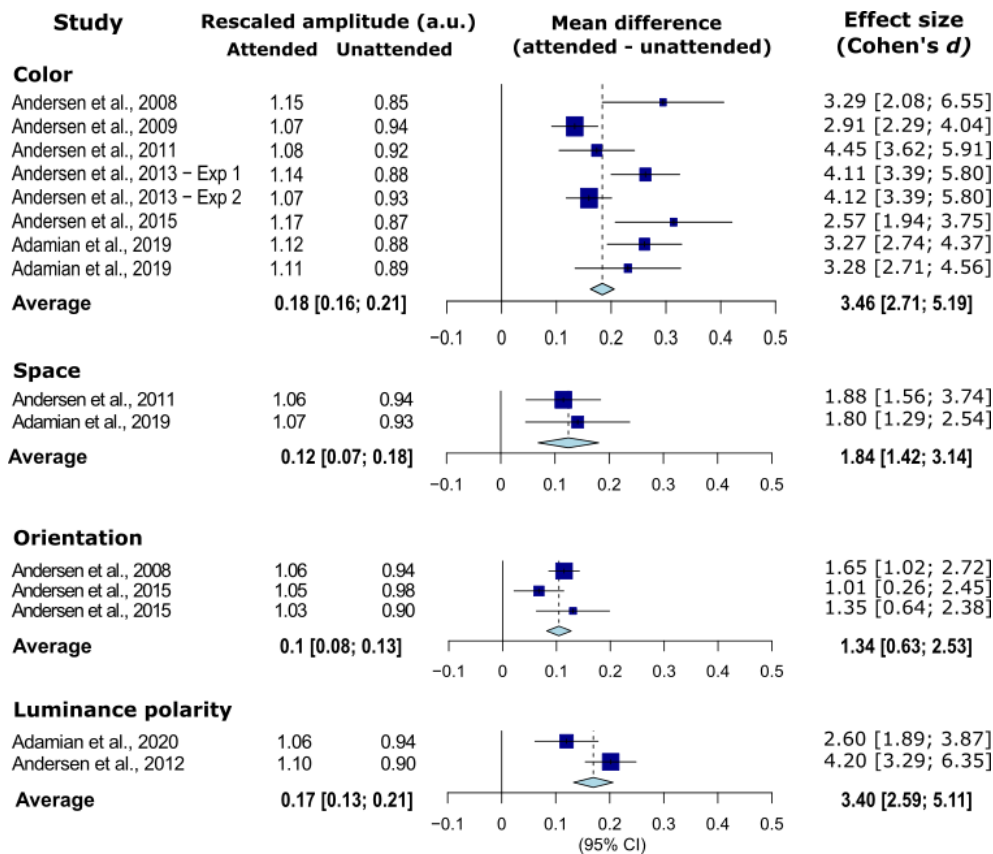 Study Rescaled amplitude (a.u.) Mean difference Effect size
Attended Unattended (attended - unattended) (Cohen's d)
Color
Andersen et al., 2008 1.15 0.85 3.29 [2.08; 6.55]
Andersen et al., 2009 1.07 0.94 2.91 [2.29; 4.04]
Andersen et al., 2011 1.08 0.92 4.45 [3.62; 5.91]
Andersen et al., 2013 − Exp 1 1.14 0.88 4.11 [3.39; 5.80]
Andersen et al., 2013 − Exp 2 1.07 0.93 4.12 [3.39; 5.80]
Andersen et al., 2015 1.17 0.87 2.57 [1.94; 3.75]
Adamian et al., 2019 1.12 0.88 3.27 [2.74; 4.37]
Adamian et al., 2019 1.11 0.89 3.28 [2.71; 4.56]
Average 0.18 [0.16; 0.21] 3.46 [2.71; 5.19]
−0.1 0 0.1 0.2 0.3 0.4 0.5
Space
Andersen et al., 2011 1.06 0.94 1.88 [1.56; 3.74]
Adamian et al., 2019 1.07 0.93 1.80 [1.29; 2.54]
Average 0.12 [0.07; 0.18] 1.84 [1.42; 3.14]
−0.1 0 0.1 0.2 0.3 0.4 0.5
Orientation
Andersen et al., 2008 1.06 0.94 1.65 [1.02; 2.72]
Andersen et al., 2015 1.05 0.98 1.01 [0.26; 2.45]
Andersen et al., 2015 1.03 0.90 1.35 [0.64; 2.38]
Average 0.1 [0.08; 0.13] 1.34 [0.63; 2.53]
−0.1 0 0.1 0.2 0.3 0.4 0.5
Luminance polarity
Adamian et al., 2020 1.06 0.94 2.60 [1.89; 3.87]
Andersen et al., 2012 1.10 0.90 4.20 [3.29; 6.35]
Average 0.17 [0.13; 0.21] 3.40 [2.59; 5.11]
−0.1 0 0.1 0.2 0.3 0.4 0.5
(95% CI)